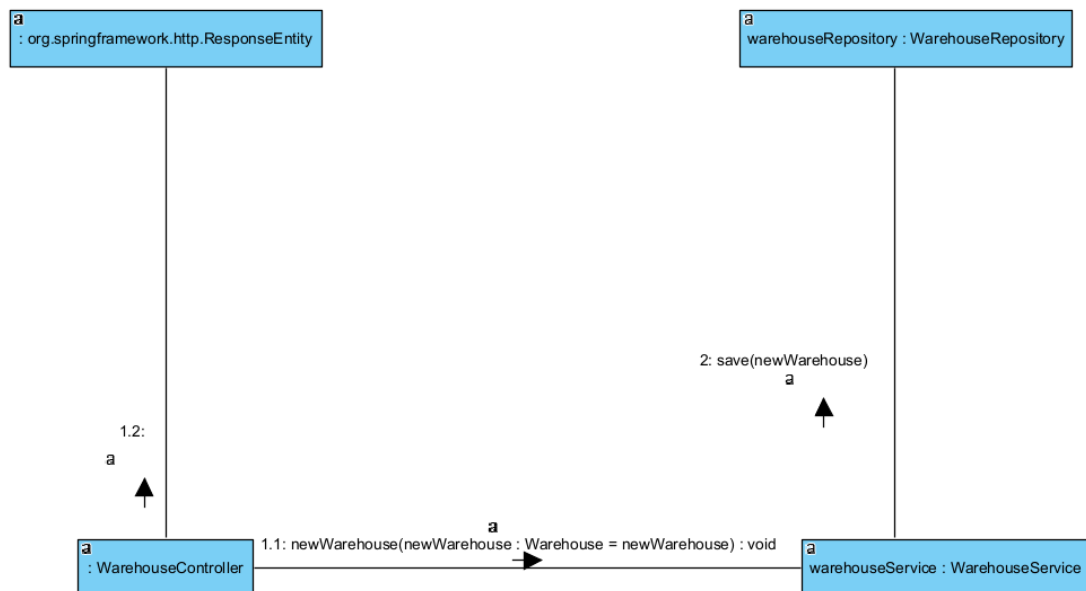 a
: org.springframework.http.ResponseEntity
a
warehouseRepository : WarehouseRepository
2: save(newWarehouse)
a
1.2:
a
a
1.1: newWarehouse(newWarehouse : Warehouse = newWarehouse) : void
a
: WarehouseController
a
warehouseService : WarehouseService